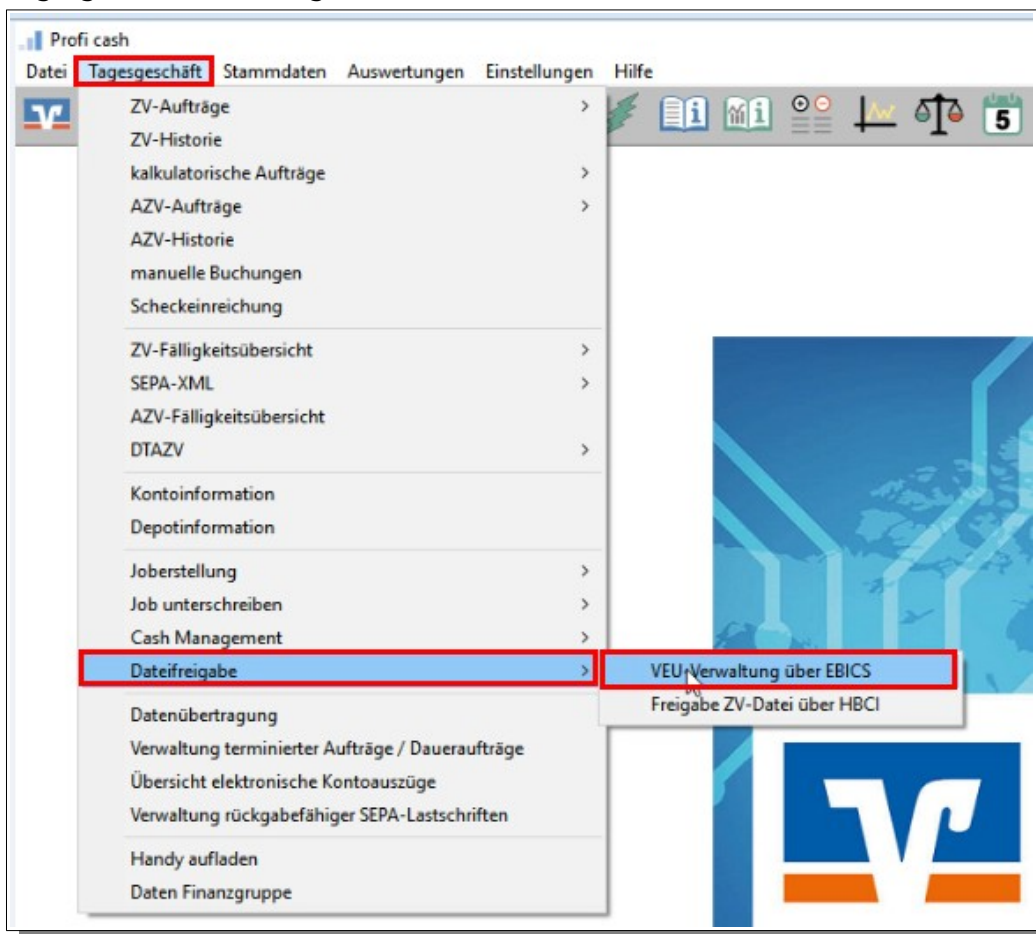 Profi cash
Datei Tagesgeschäft Stammdaten Auswertungen Einstellungen Hilfe
5
ZV-Aufträge >
ZV-Historie
kalkulatorische Aufträge >
AZV-Aufträge >
AZV-Historie
manuelle Buchungen
Scheckeinreichung
ZV-Fälligkeitsübersicht >
SEPA-XML >
AZV-Fälligkeitsübersicht
DTAZV >
Kontoinformation
Depotinformation
Joberstellung >
Job unterschreiben >
Cash Management >
Dateifreigabe >
VEU-Verwaltung über EBICS
Freigabe ZV-Datei über HBCI
Datenübertragung
Verwaltung terminierter Aufträge / Daueraufträge
Übersicht elektronische Kontoauszüge
Verwaltung rückgabefähiger SEPA-Lastschriften
Handy aufladen
Daten Finanzgruppe